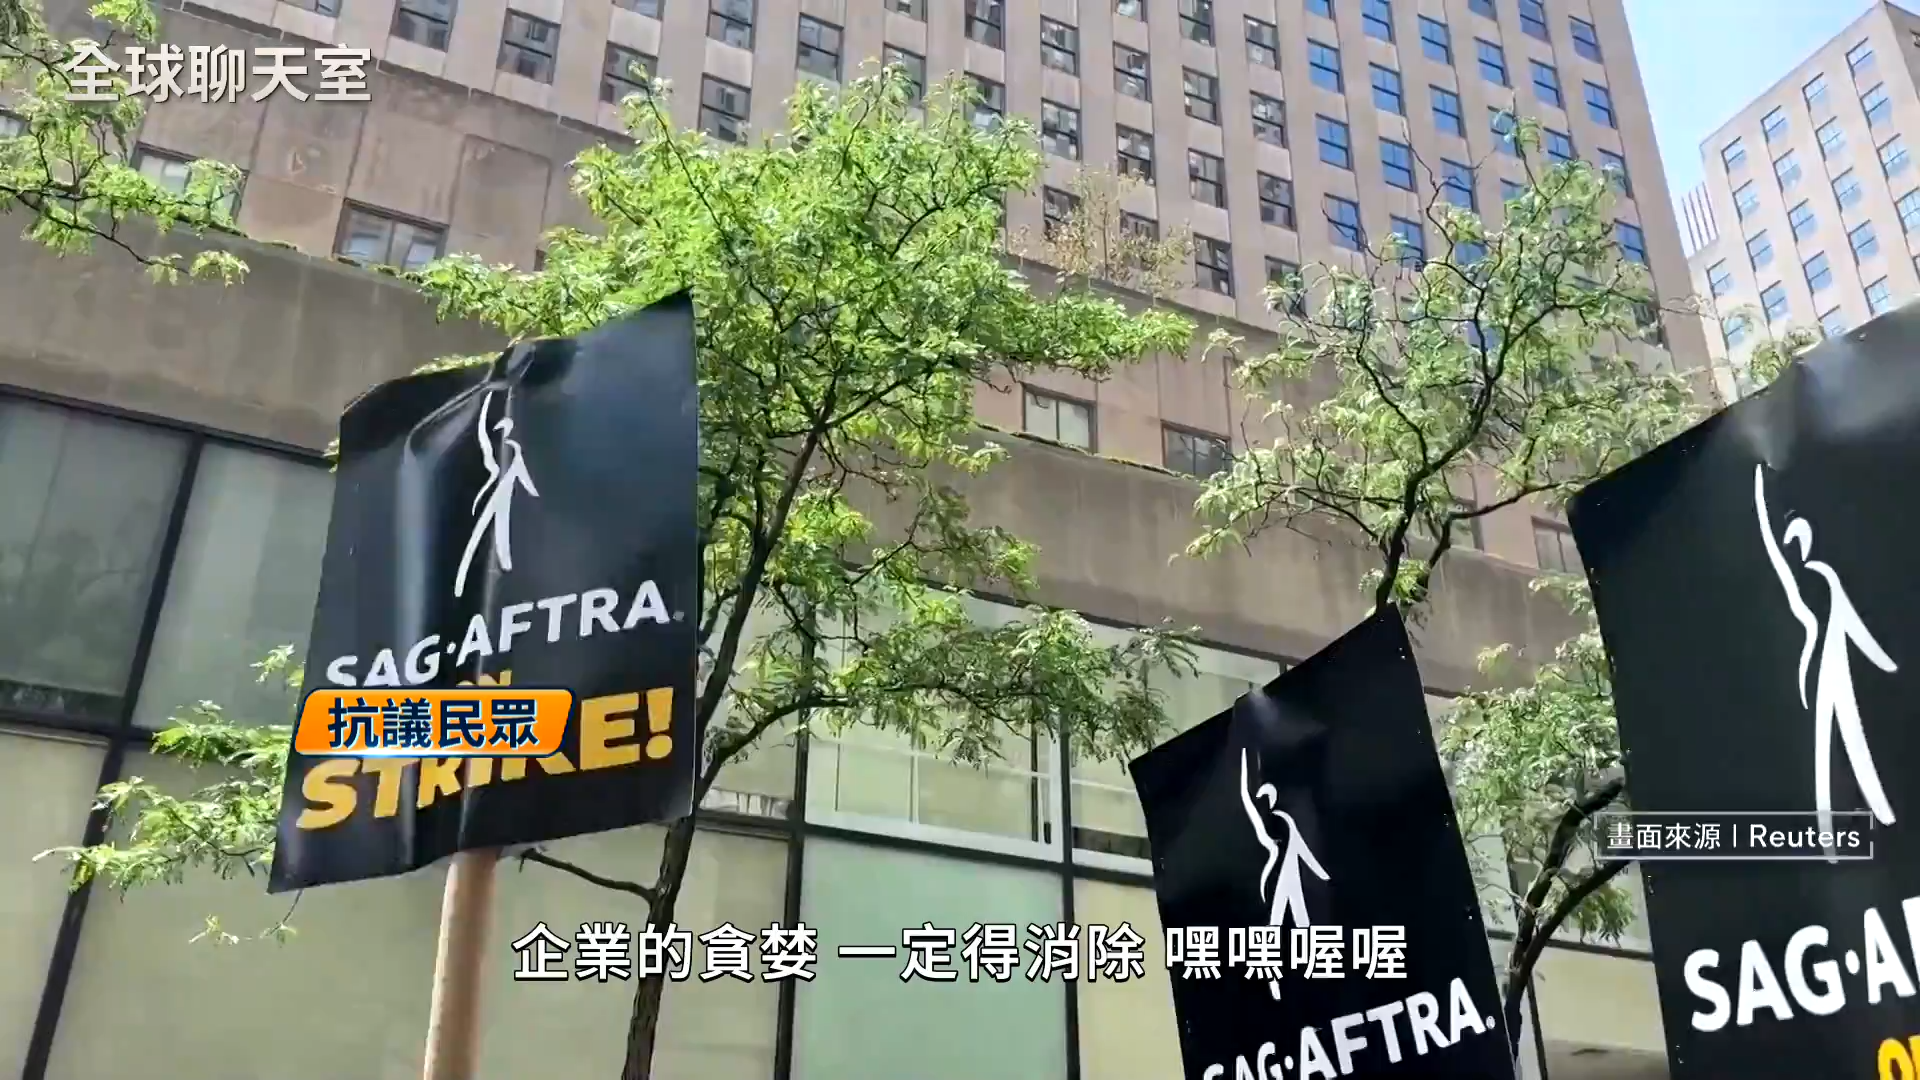 全球聊天室
SAG·AFTRA®
ON
STRIKE!
抗議民眾
畫面來源 | Reuters
企業的貪婪 一定得消除 嘿嘿喔喔
SAG·AFTRA®
SAG·AF